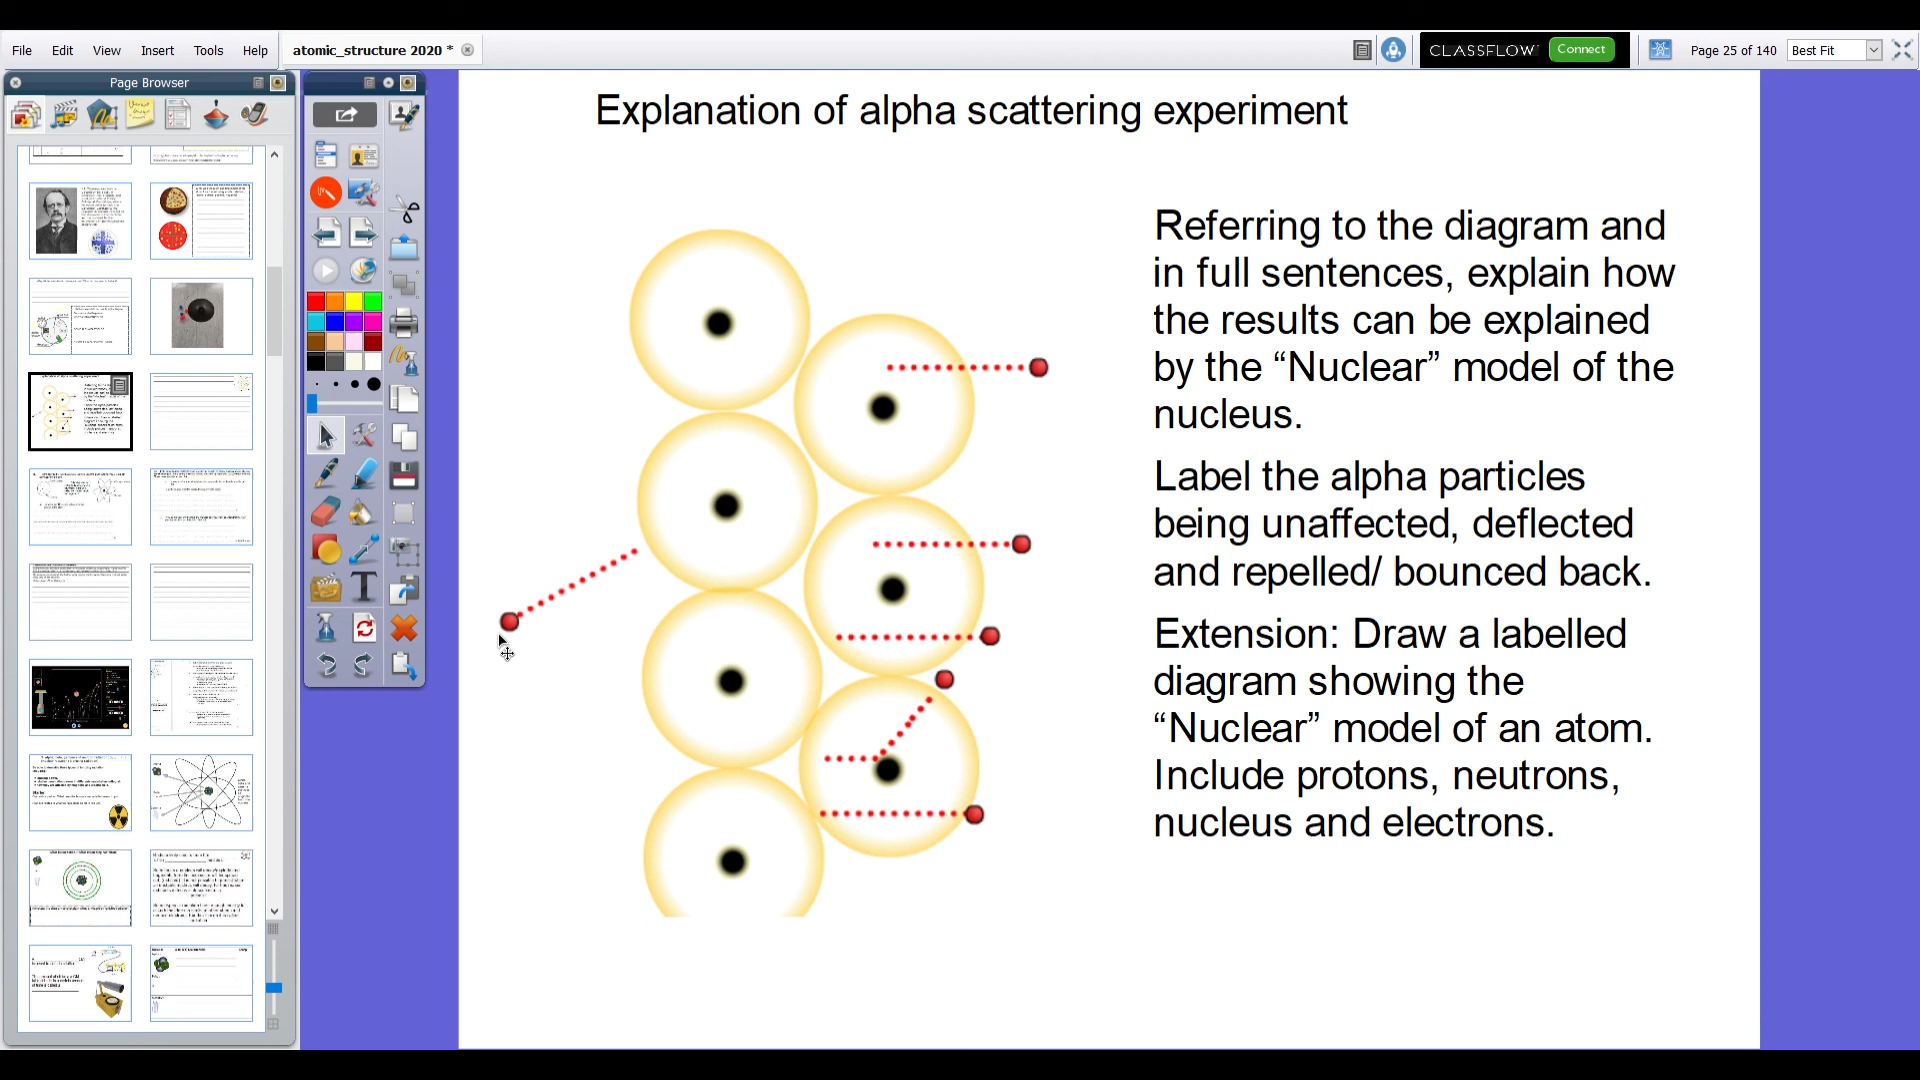 File Edit View Insert Tools Help
atomic_structure 2020 *
CLASSFLOW
Connect
Page 25 of 140
Best Fit
Page Browser
Explanation of alpha scattering experiment
Referring to the diagram and
in full sentences, explain how
the results can be explained
by the “Nuclear” model of the
nucleus.
Label the alpha particles
being unaffected, deflected
and repelled/ bounced back.
Extension: Draw a labelled
diagram showing the
“Nuclear” model of an atom.
Include protons, neutrons,
nucleus and electrons.